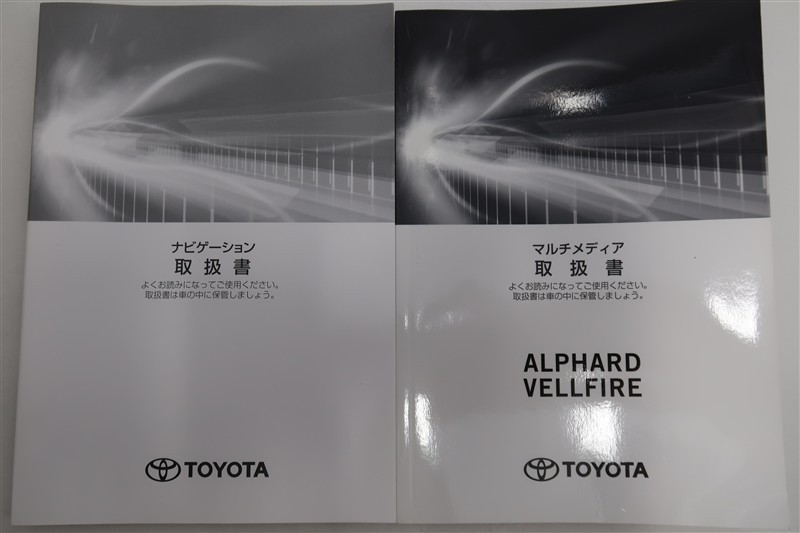 ナビゲーション
取扱書
よくお読みになってご使用ください。
取扱書は車の中に保管しましょう。
TOYOTA
マルチメディア
取扱書
よくお読みになってご使用ください。
取扱書は車の中に保管しましょう。
ALPHARD
VELLFIRE
TOYOTA